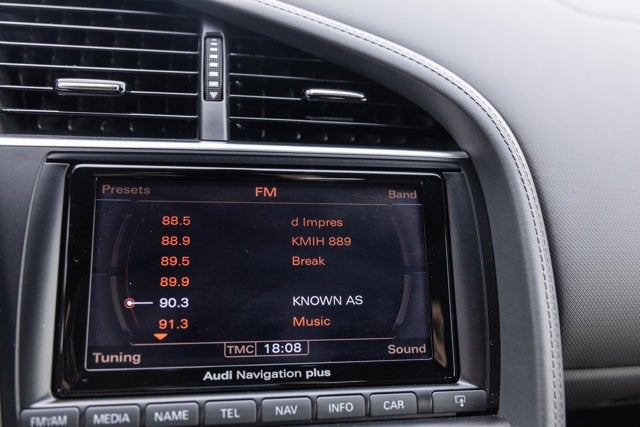 Presets FM Band
88.5 d Impres
88.9 KMIH 889
89.5 Break
89.9
90.3 KNOWN AS
91.3 Music
Tuning TMC 18:08 Sound
Audi Navigation plus
FM/AM MEDIA NAME TEL NAV INFO CAR